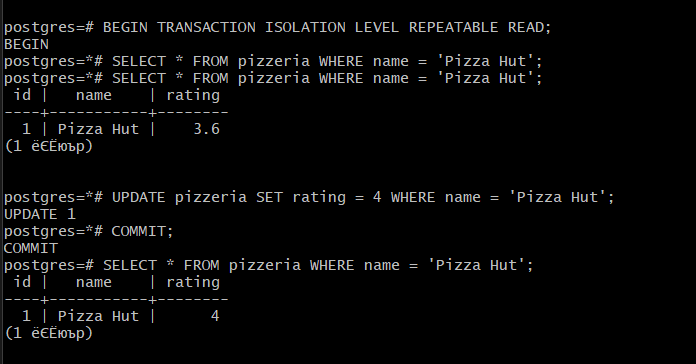 postgres=# BEGIN TRANSACTION ISOLATION LEVEL REPEATABLE READ;
BEGIN
postgres=*# SELECT * FROM pizzeria WHERE name = 'Pizza Hut';
postgres=*# SELECT * FROM pizzeria WHERE name = 'Pizza Hut';
 id |   name    | rating
----+-----------+--------
  1 | Pizza Hut |    3.6
(1 ёЄЁюър)
postgres=*# UPDATE pizzeria SET rating = 4 WHERE name = 'Pizza Hut';
UPDATE 1
postgres=*# COMMIT;
COMMIT
postgres=# SELECT * FROM pizzeria WHERE name = 'Pizza Hut';
 id |   name    | rating
----+-----------+--------
  1 | Pizza Hut |      4
(1 ёЄЁюър)